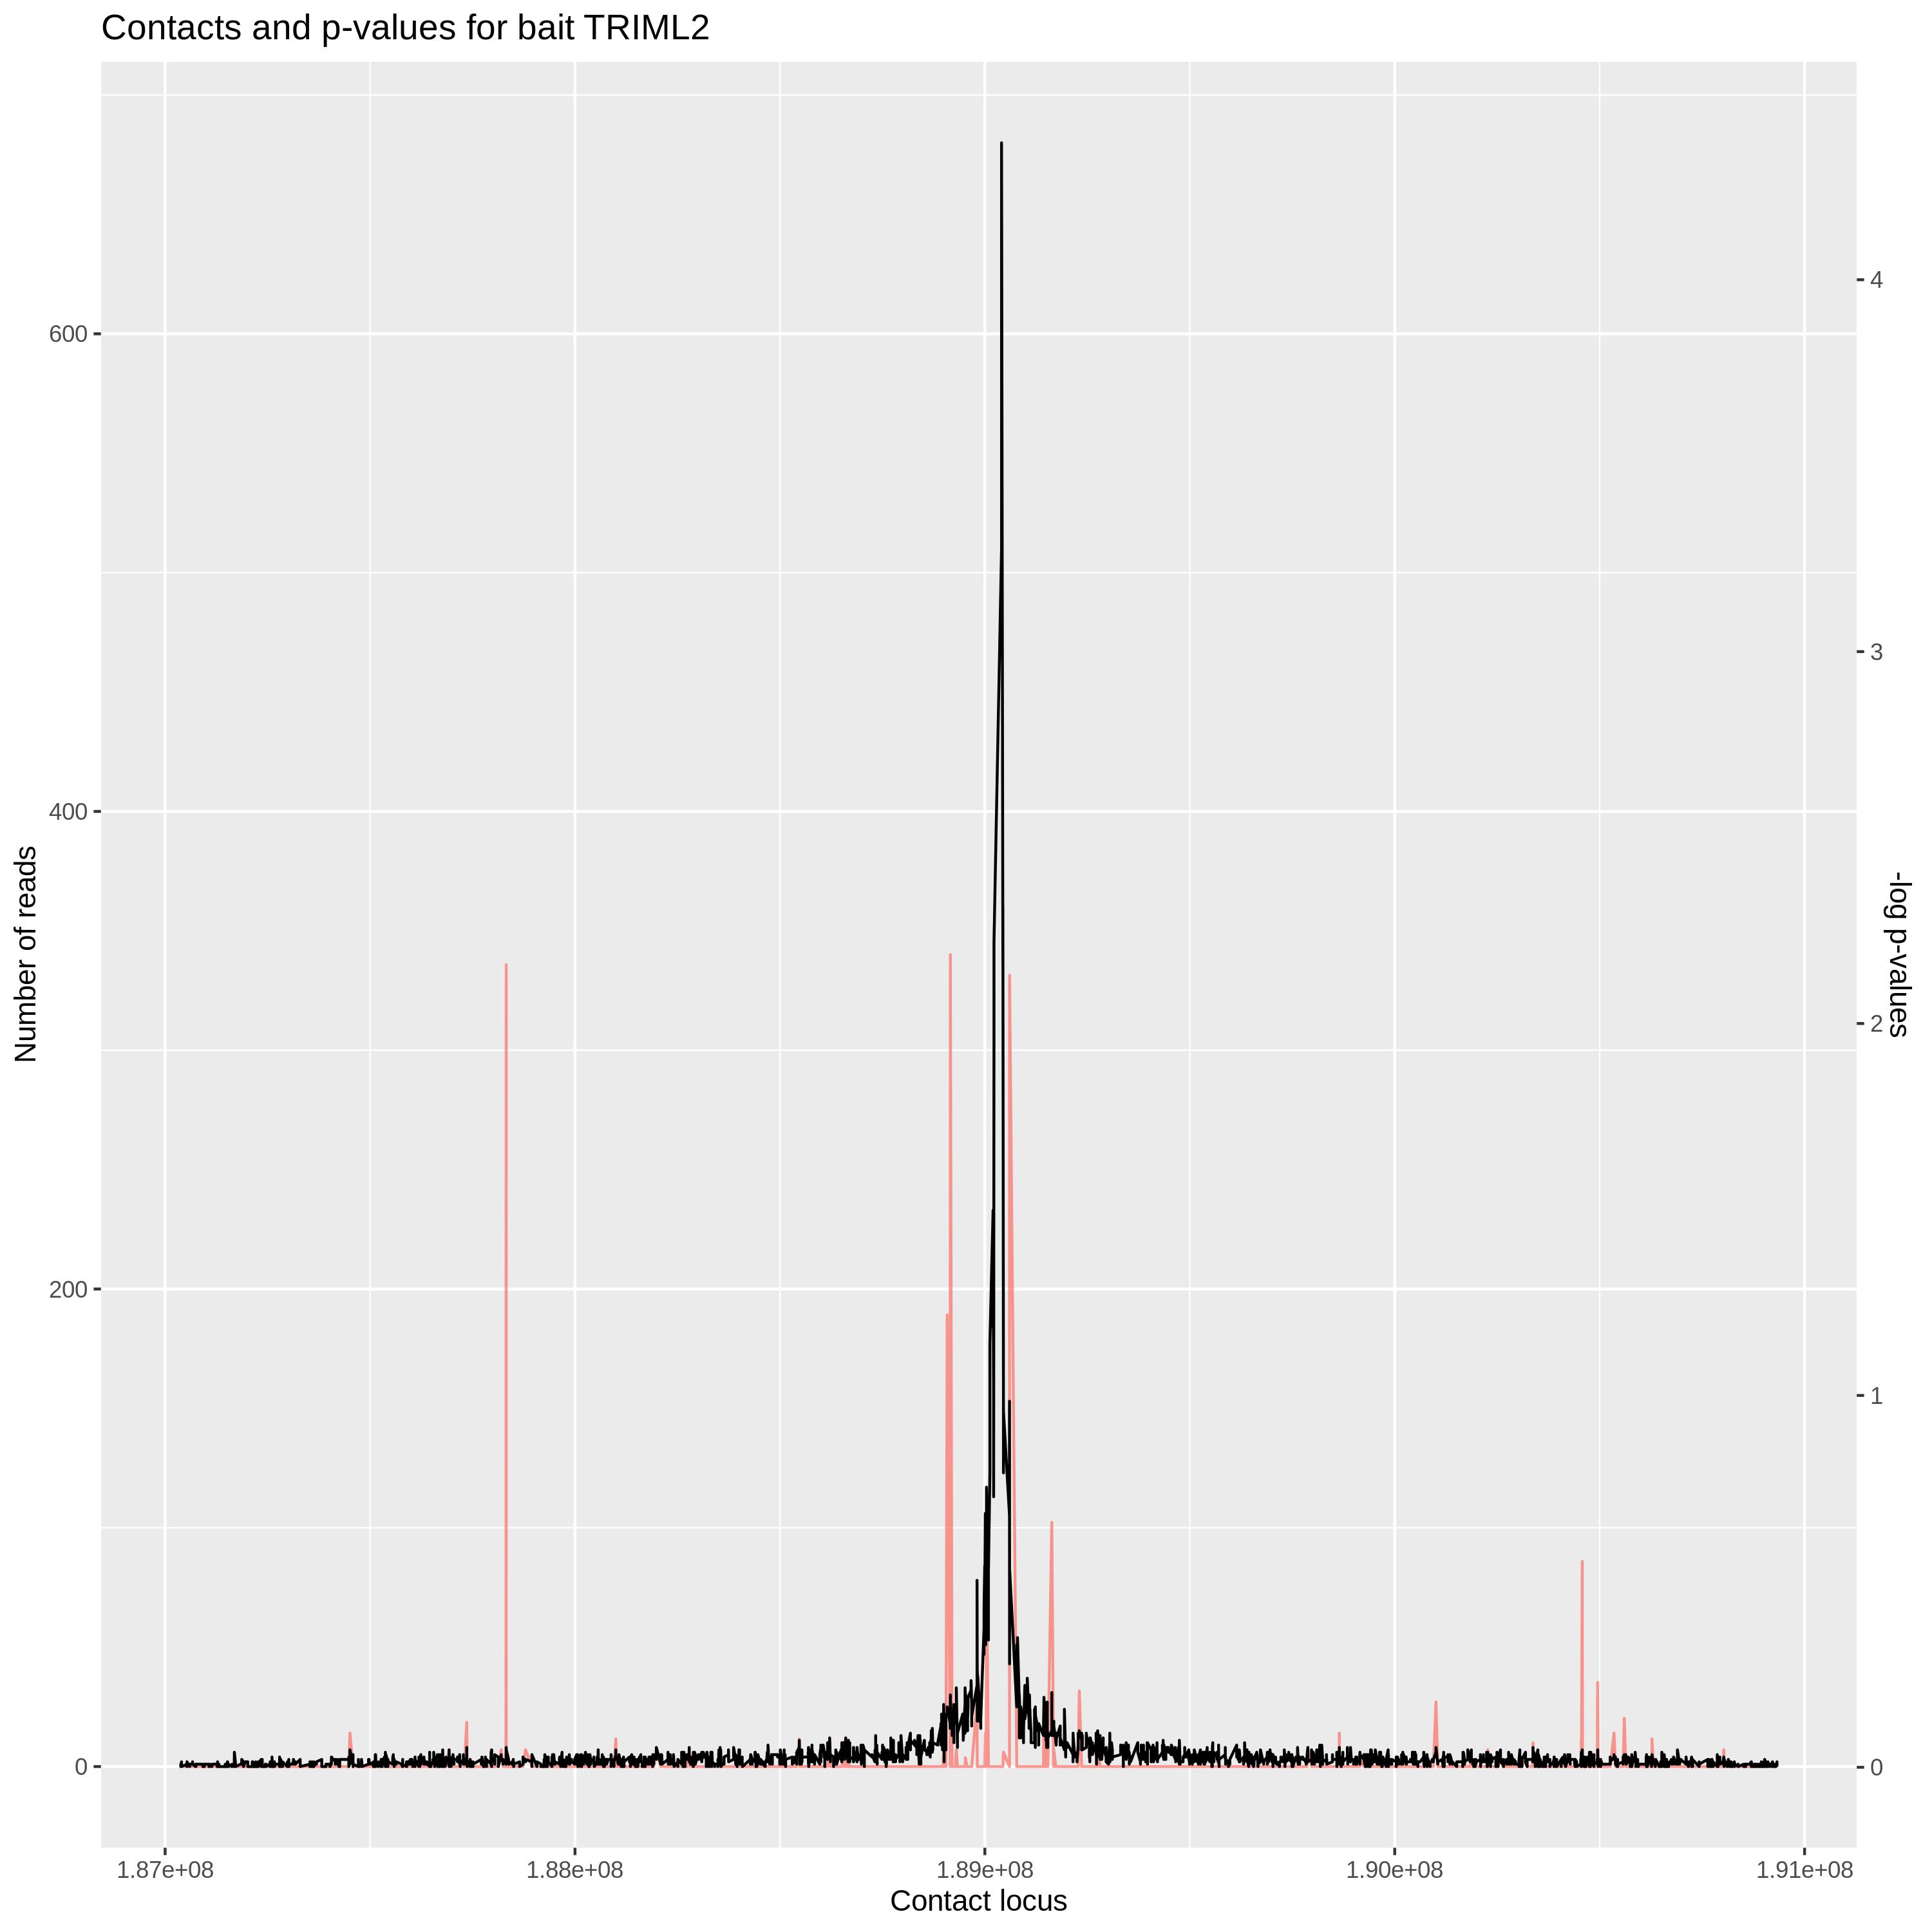 Contacts and p-values for bait TRIML2
Number of reads
600
400
200
0
4
3
2
1
0
-log p-values
1.87e+08
1.88e+08
1.89e+08
1.90e+08
1.91e+08
Contact locus